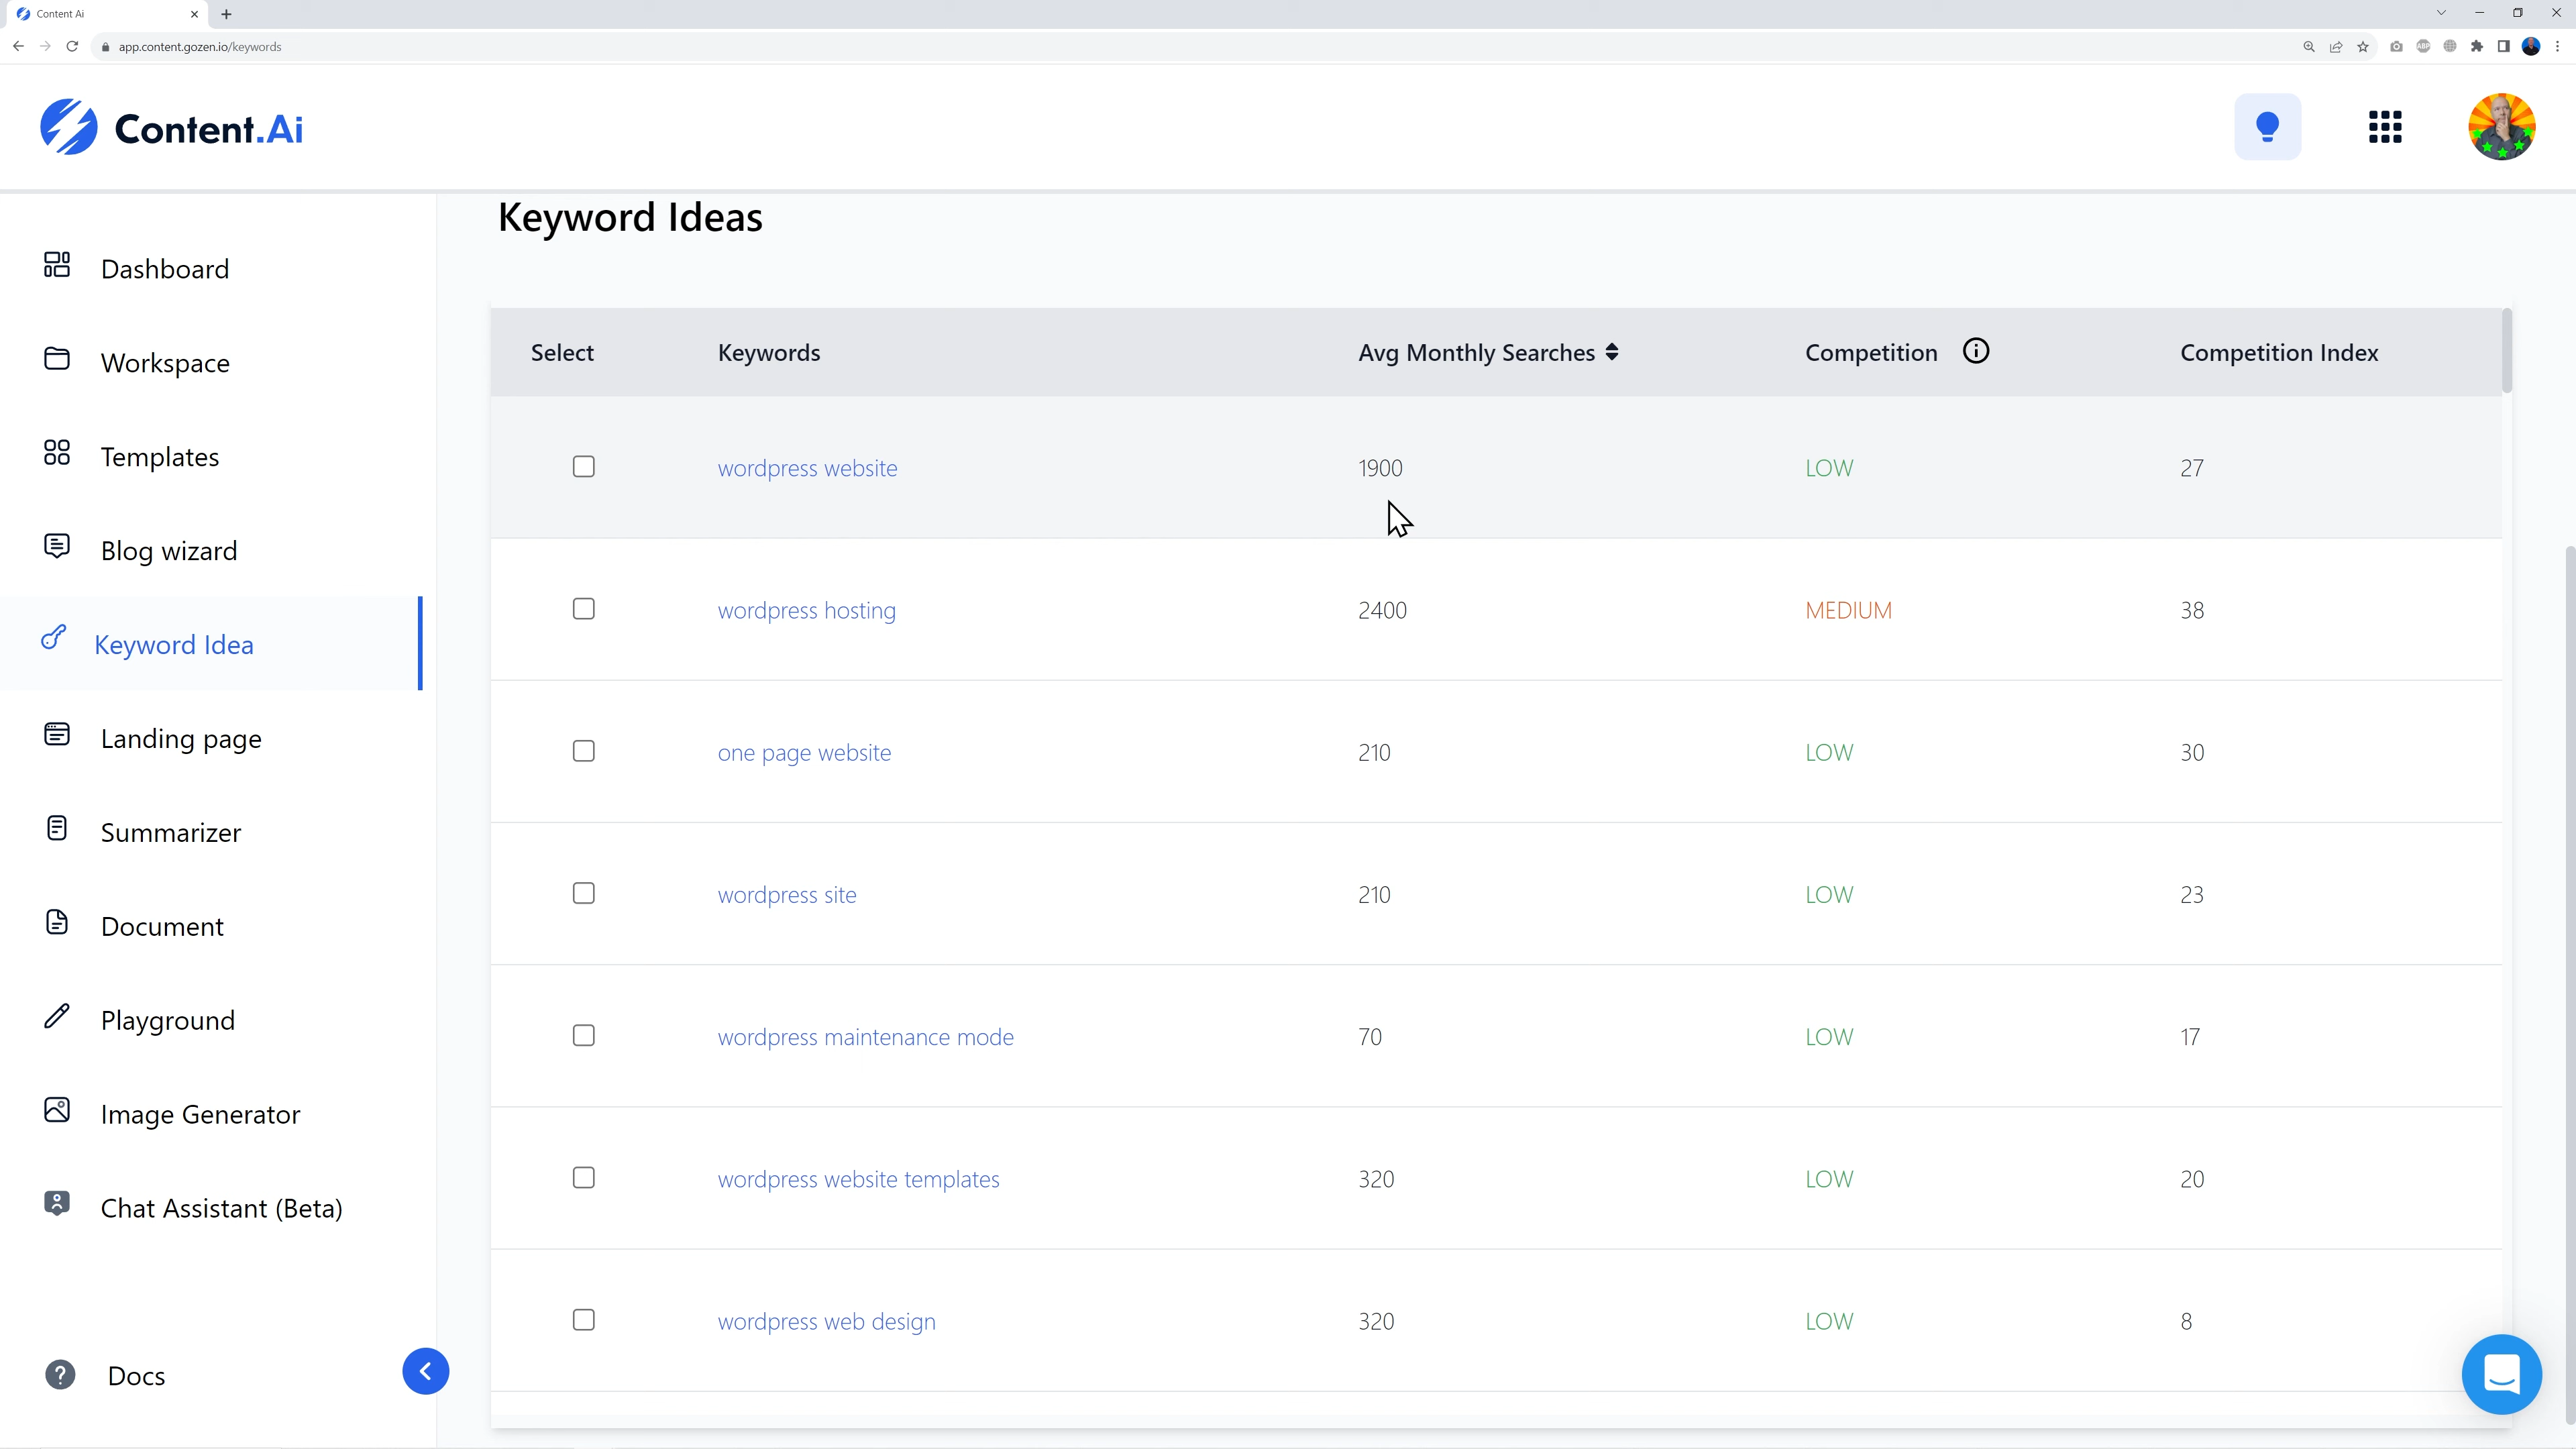 Content Ai
app.content.gozen.io/keywords
Content.Ai
Keyword Ideas
Dashboard
Workspace
Templates
Blog wizard
Keyword Idea
Landing page
Summarizer
Document
Playground
Image Generator
Chat Assistant (Beta)
Docs
Select Keywords Avg Monthly Searches Competition Competition Index
wordpress website 1900 LOW 27
wordpress hosting 2400 MEDIUM 38
one page website 210 LOW 30
wordpress site 210 LOW 23
wordpress maintenance mode 70 LOW 17
wordpress website templates 320 LOW 20
wordpress web design 320 LOW 8